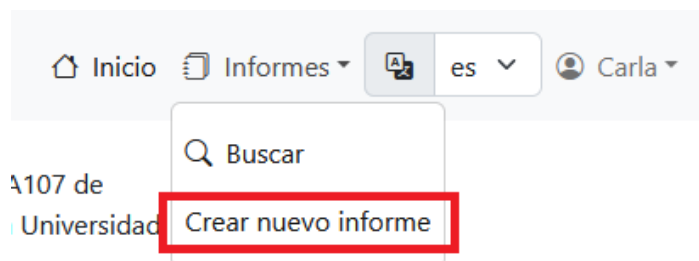 Inicio Informes es Carla
Buscar
A107 de
Universidad Crear nuevo informe